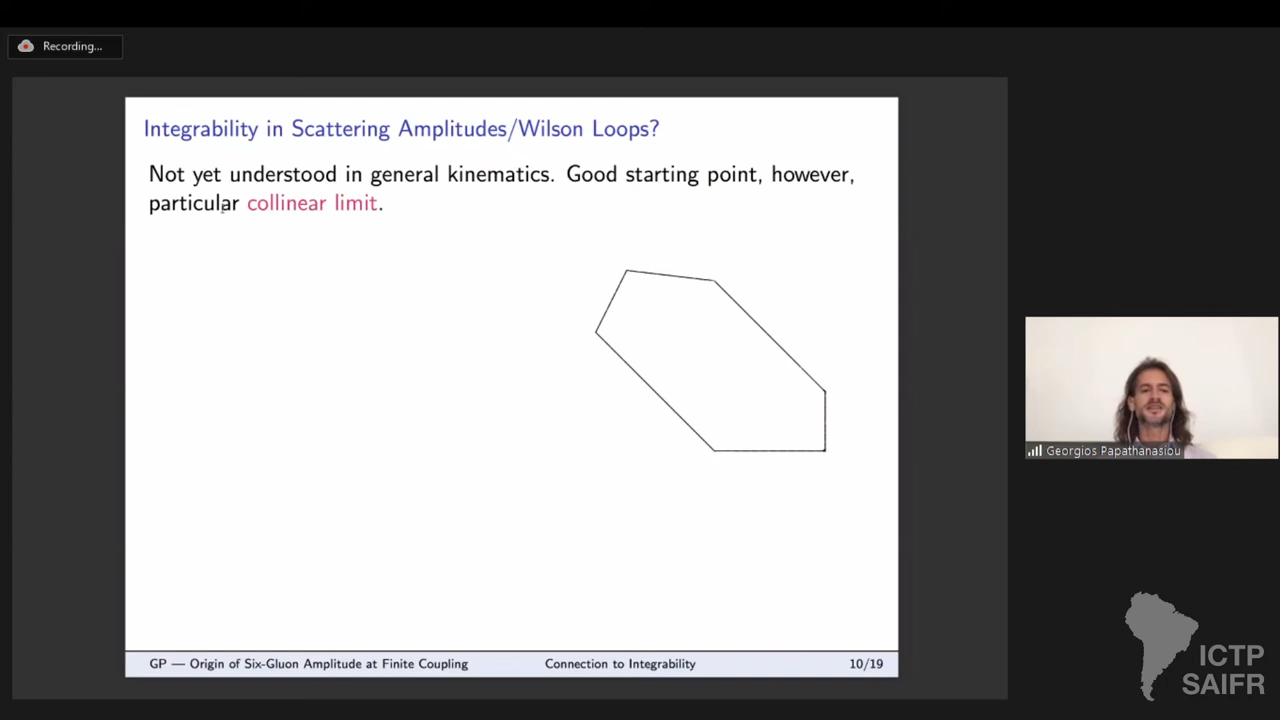 Recording...
Integrability in Scattering Amplitudes/Wilson Loops?
Not yet understood in general kinematics. Good starting point, however,
particular collinear limit.
Georgios Papathanasiou
GP — Origin of Six-Gluon Amplitude at Finite Coupling Connection to Integrability 10/19
ICTP
SAIFR